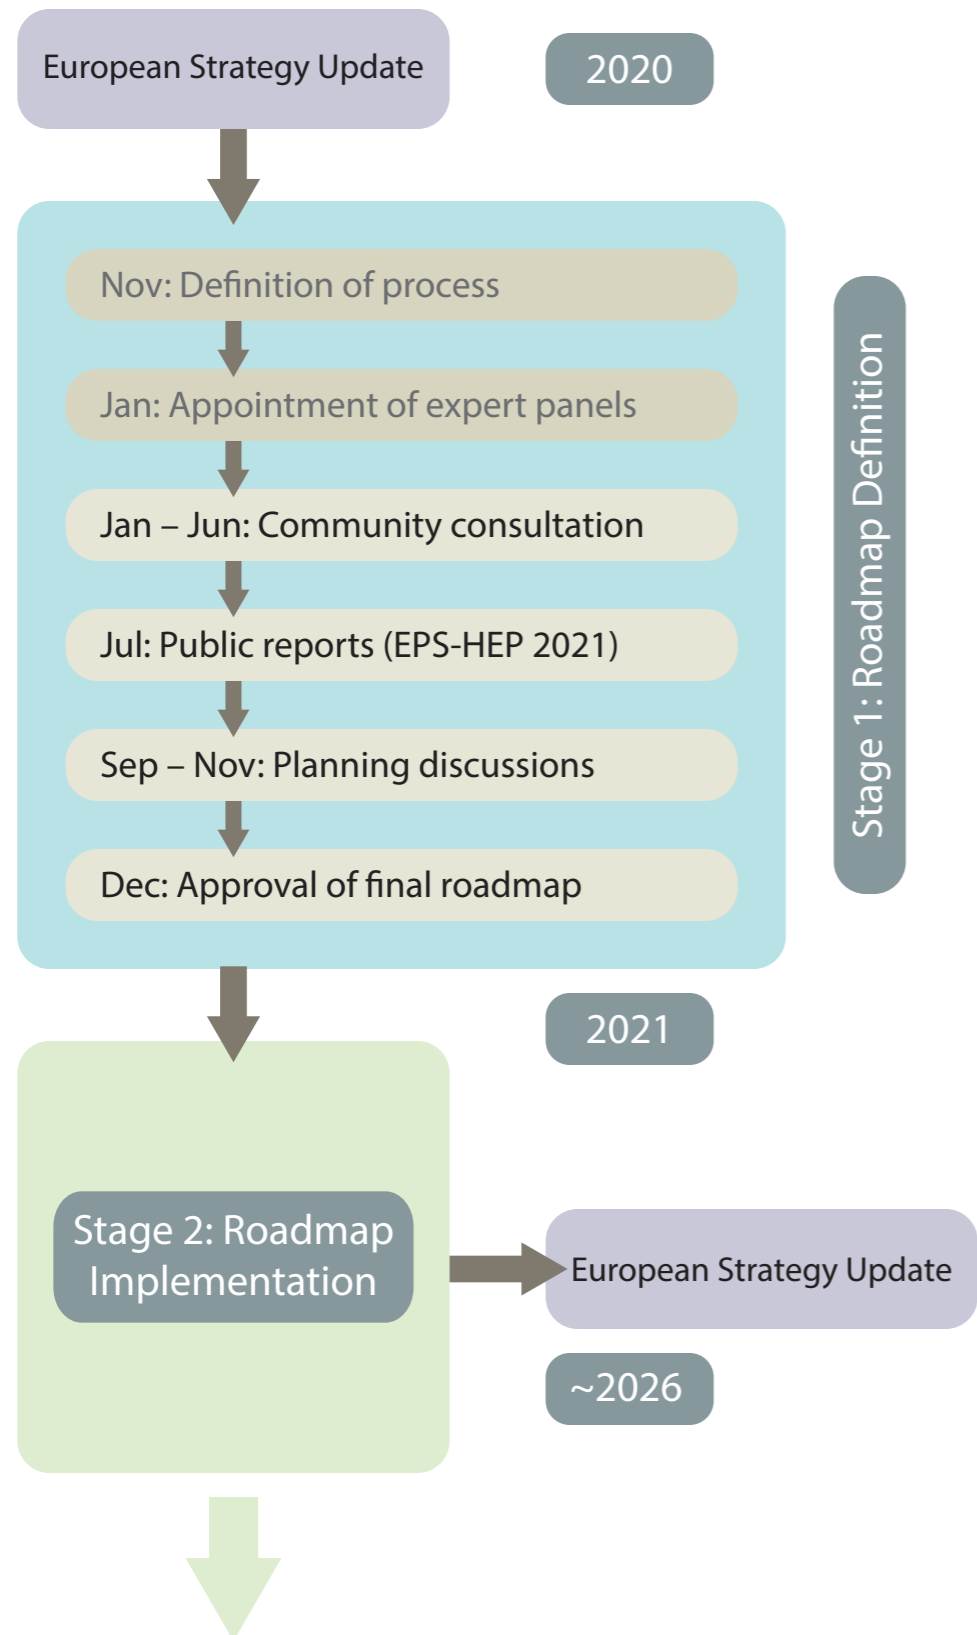 European Strategy Update
2020
Nov: Definition of process
Jan: Appointment of expert panels
Jan – Jun: Community consultation
Jul: Public reports (EPS-HEP 2021)
Sep – Nov: Planning discussions
Dec: Approval of final roadmap
Stage 1: Roadmap Definition
2021
Stage 2: Roadmap
Implementation
European Strategy Update
~2026